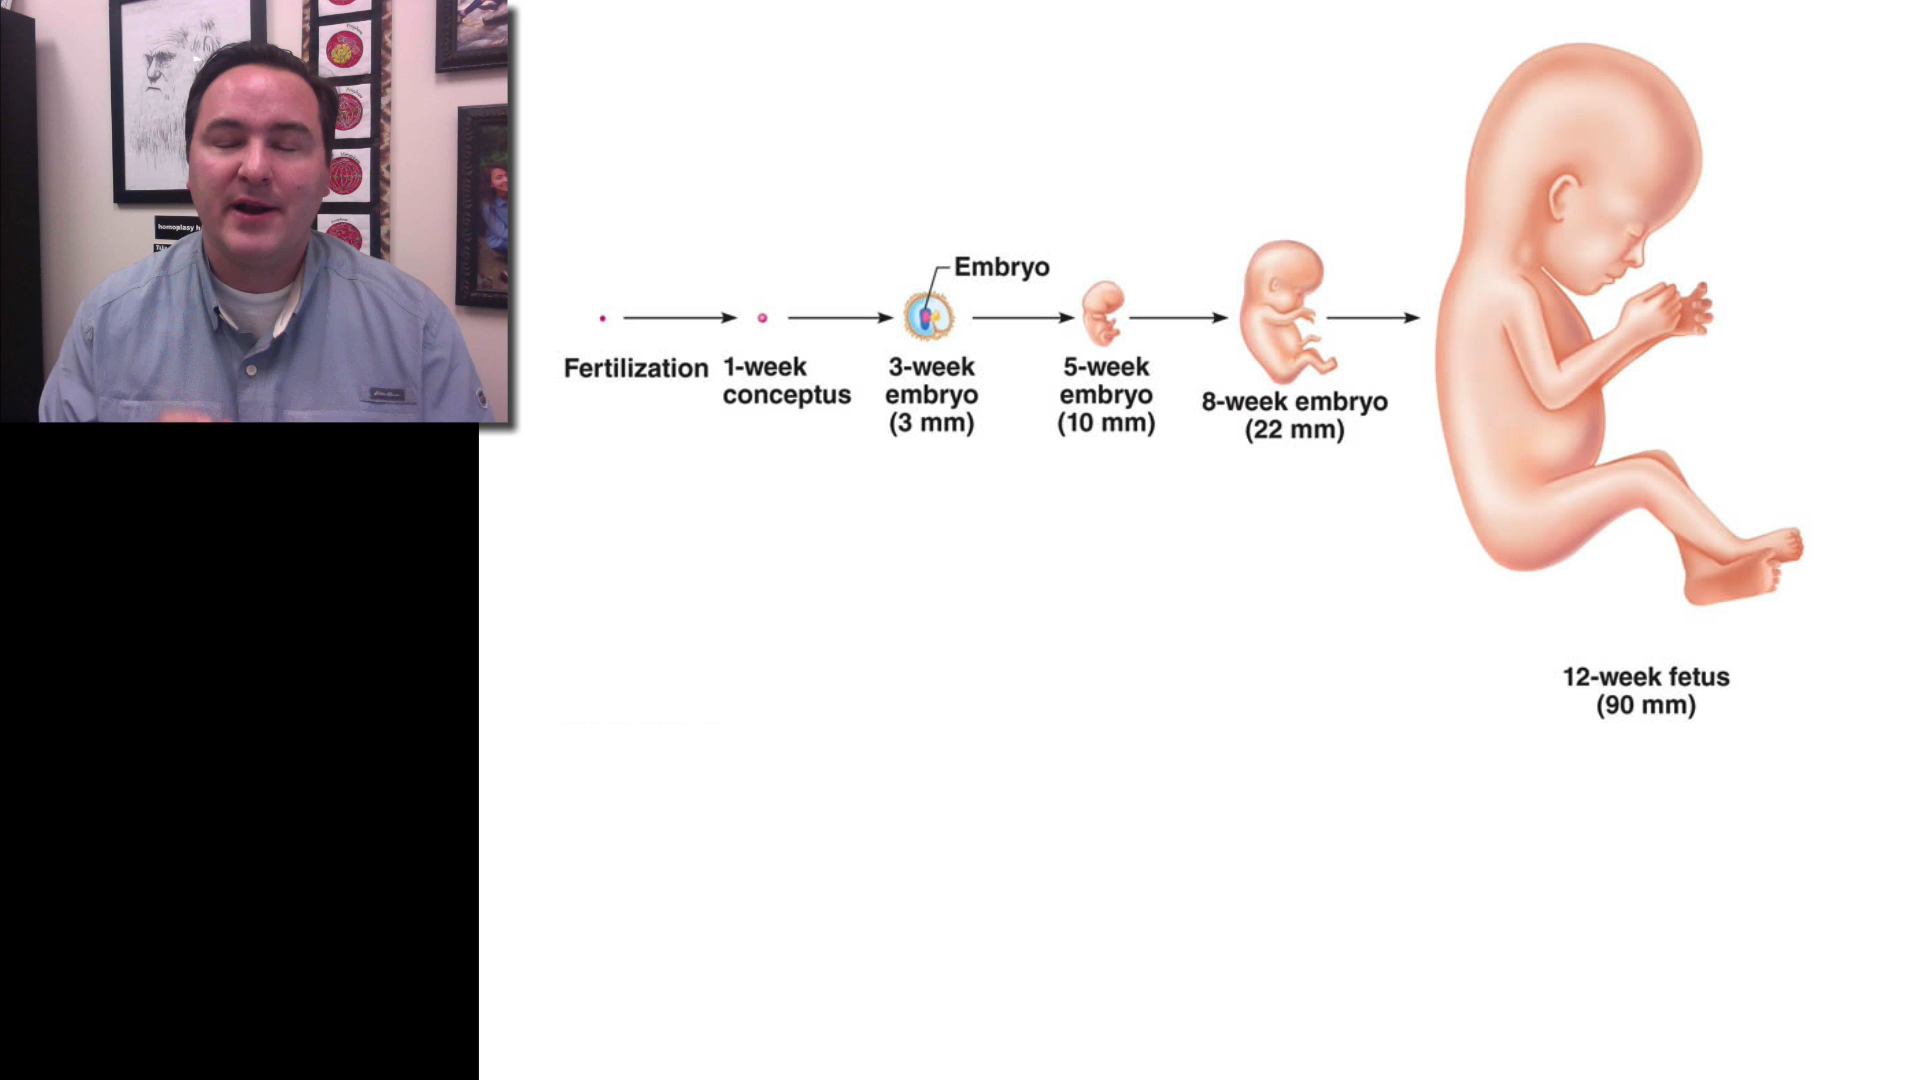 homoplasy
Embryo
Fertilization
1-week
conceptus
3-week
embryo
(3 mm)
5-week
embryo
(10 mm)
8-week embryo
(22 mm)
12-week fetus
(90 mm)